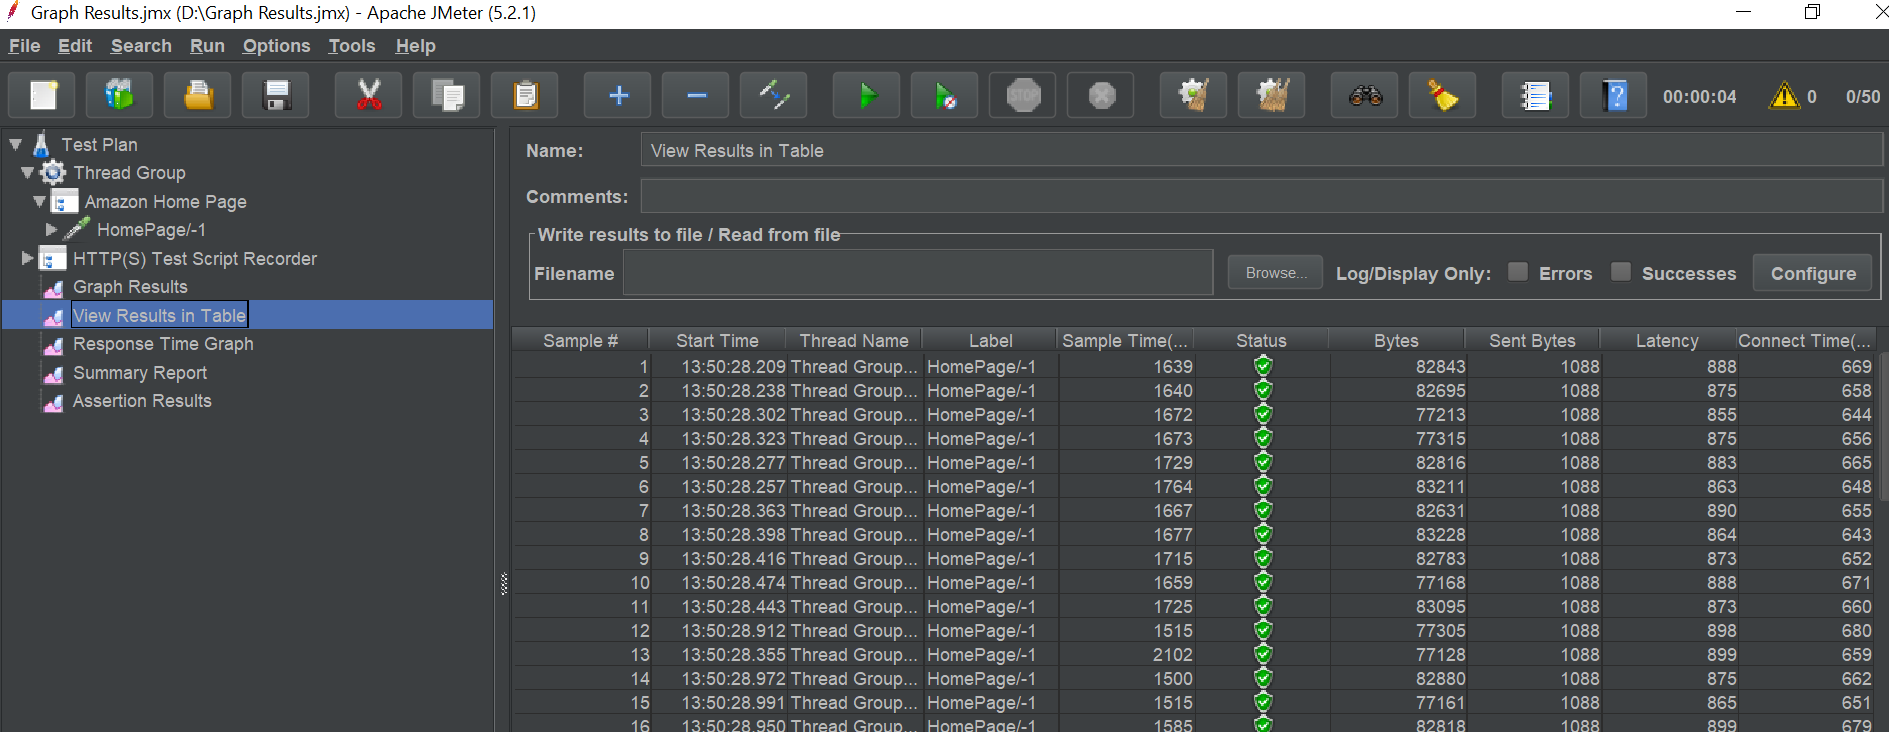 Graph Results.jmx (D:\Graph Results.jmx) - Apache JMeter (5.2.1)
File Edit Search Run Options Tools Help
STOP ? 00:00:04 0 0/50
Test Plan
Thread Group
Amazon Home Page
HomePage/-1
HTTP(S) Test Script Recorder
Graph Results
View Results in Table
Response Time Graph
Summary Report
Assertion Results
Name: View Results in Table
Comments:
Write results to file / Read from file
Filename Browse... Log/Display Only: Errors Successes Configure
Sample # Start Time Thread Name Label Sample Time(... Status Bytes Sent Bytes Latency Connect Time(...
1 13:50:28.209 Thread Group... HomePage/-1 1639 82843 1088 888 669
2 13:50:28.238 Thread Group... HomePage/-1 1640 82695 1088 875 658
3 13:50:28.302 Thread Group... HomePage/-1 1672 77213 1088 855 644
4 13:50:28.323 Thread Group... HomePage/-1 1673 77315 1088 875 656
5 13:50:28.277 Thread Group... HomePage/-1 1729 82816 1088 883 665
6 13:50:28.257 Thread Group... HomePage/-1 1764 83211 1088 863 648
7 13:50:28.363 Thread Group... HomePage/-1 1667 82631 1088 890 655
8 13:50:28.398 Thread Group... HomePage/-1 1677 83228 1088 864 643
9 13:50:28.416 Thread Group... HomePage/-1 1715 82783 1088 873 652
10 13:50:28.474 Thread Group... HomePage/-1 1659 77168 1088 888 671
11 13:50:28.443 Thread Group... HomePage/-1 1725 83095 1088 873 660
12 13:50:28.912 Thread Group... HomePage/-1 1515 77305 1088 898 680
13 13:50:28.355 Thread Group... HomePage/-1 2102 77128 1088 899 659
14 13:50:28.972 Thread Group... HomePage/-1 1500 82880 1088 875 662
15 13:50:28.991 Thread Group... HomePage/-1 1515 77161 1088 865 651
16 13:50:28.950 Thread Group... HomePage/-1 1585 82818 1088 899 679